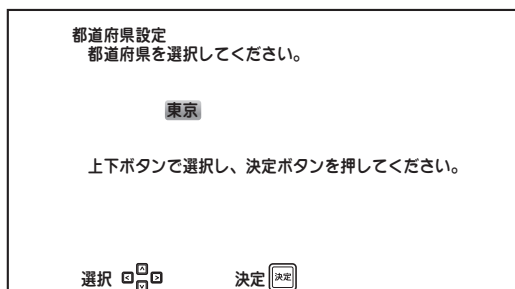 都道府県設定
都道府県を選択してください。
東京
上下ボタンで選択し、決定ボタンを押してください。
選択 決定 決定